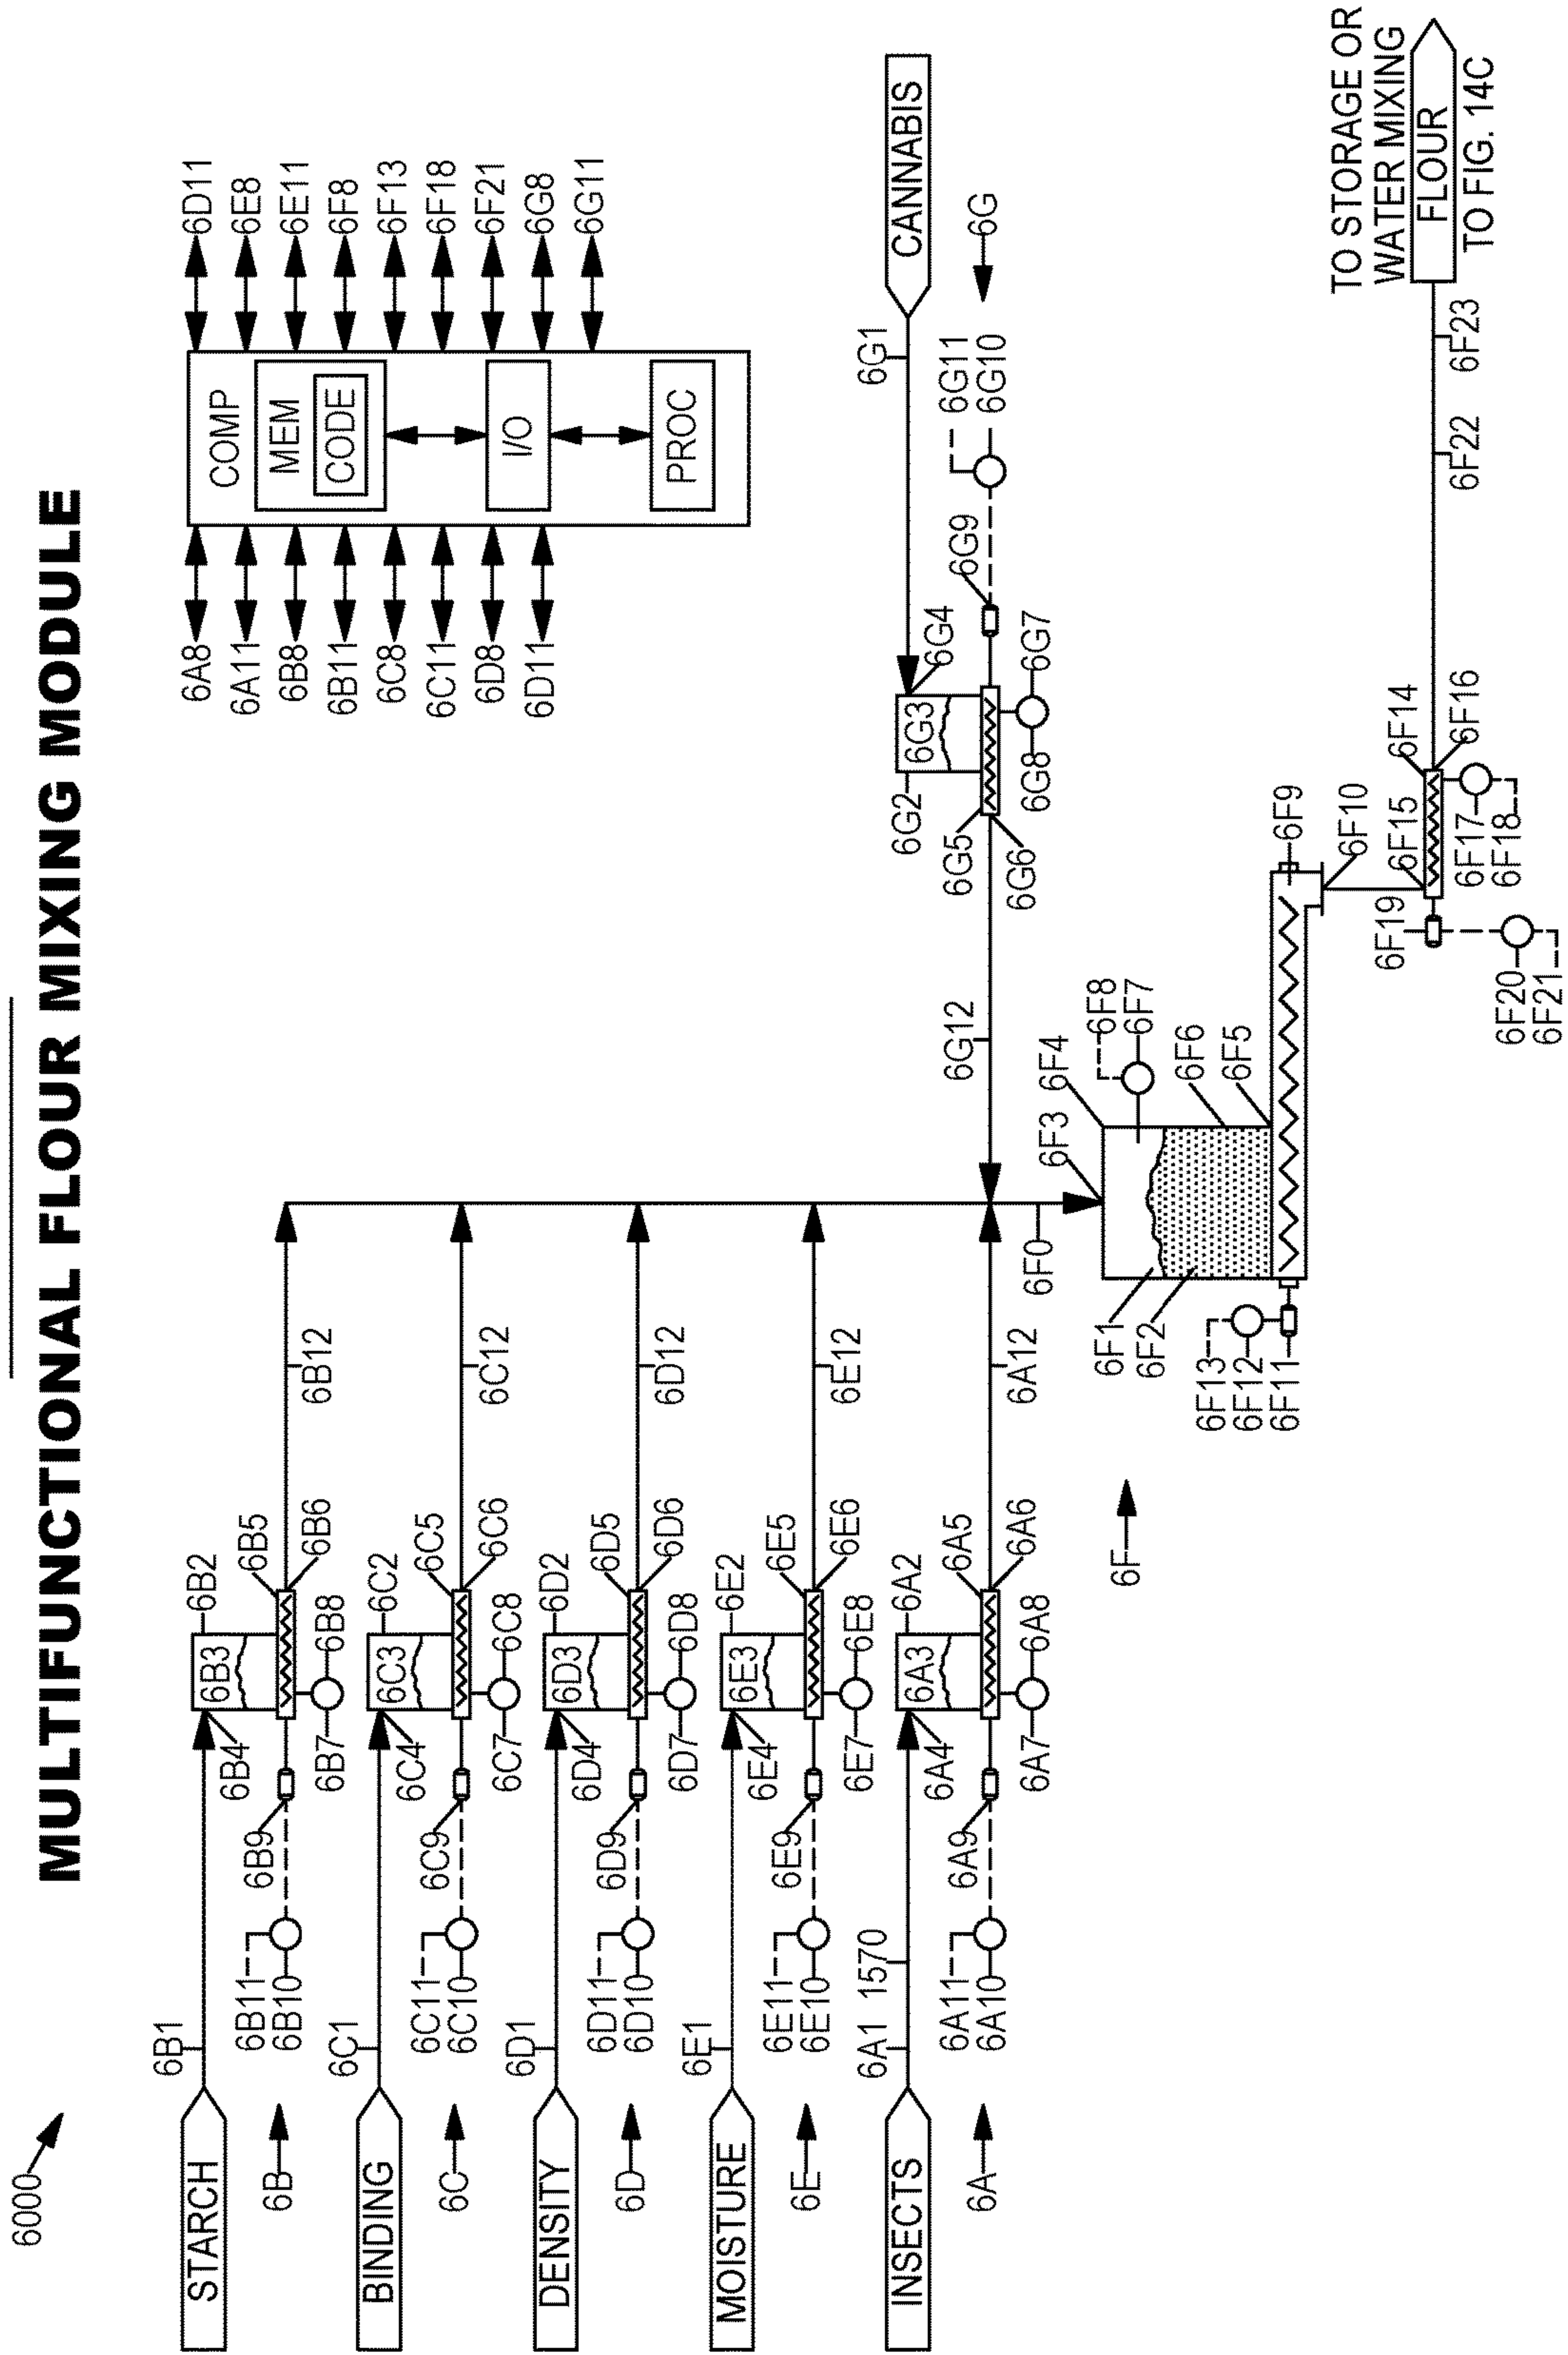 MULTIFUNCTIONAL FLOUR MIXING MODULE
6000
STARCH
6B1
6B
6B11
6B10
6B9
6B4
6B3
6B2
6B7
6B8
6B5
6B6
6B12
BINDING
6C1
6C
6C11
6C10
6C9
6C4
6C3
6C2
6C7
6C8
6C5
6C6
6C12
DENSITY
6D1
6D
6D11
6D10
6D9
6D4
6D3
6D2
6D7
6D8
6D5
6D6
6D12
MOISTURE
6E1
6E
6E11
6E10
6E9
6E4
6E3
6E2
6E7
6E8
6E5
6E6
6E12
INSECTS
6A1 1570
6A
6A11
6A10
6A9
6A4
6A3
6A2
6A7
6A8
6A5
6A6
6A12
6A8
6A11
6B8
6B11
6C8
6C11
6D8
6D11
COMP
MEM
CODE
I/O
PROC
6D11
6E8
6E11
6F8
6F13
6F18
6F21
6G8
6G11
CANNABIS
6G1
6G
6G11
6G10
6G9
6G4
6G3
6G2
6G7
6G8
6G5
6G6
6G12
6F
6F0
6F3
6F4
6F8
6F7
6F1
6F2
6F6
6F5
6F13
6F12
6F11
6F9
6F10
6F19
6F15
6F14
6F16
6F17
6F18
6F20
6F21
6F22
6F23
TO STORAGE OR
WATER MIXING
FLOUR
TO FIG. 14C